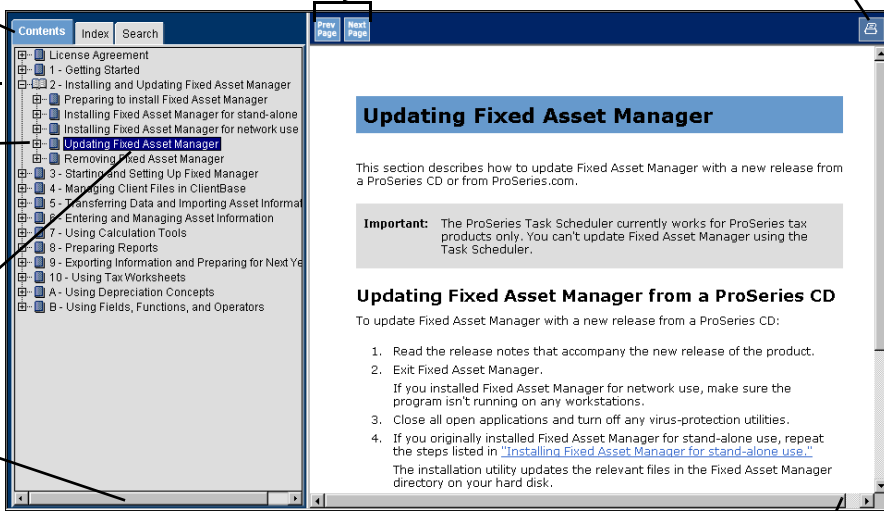 Contents Index Search
License Agreement
1 - Getting Started
2 - Installing and Updating Fixed Asset Manager
Preparing to install Fixed Asset Manager
Installing Fixed Asset Manager for stand-alone
Installing Fixed Asset Manager for network use
Updating Fixed Asset Manager
Removing Fixed Asset Manager
3 - Starting and Setting Up Fixed Manager
4 - Managing Client Files in ClientBase
5 - Transferring Data and Importing Asset Informat
6 - Entering and Managing Asset Information
7 - Using Calculation Tools
8 - Preparing Reports
9 - Exporting Information and Preparing for Next Ye
10 - Using Tax Worksheets
A - Using Depreciation Concepts
B - Using Fields, Functions, and Operators
Prev Next
Page Page
Updating Fixed Asset Manager
This section describes how to update Fixed Asset Manager with a new release from
a ProSeries CD or from ProSeries.com.
Important: The ProSeries Task Scheduler currently works for ProSeries tax
products only. You can't update Fixed Asset Manager using the
Task Scheduler.
Updating Fixed Asset Manager from a ProSeries CD
To update Fixed Asset Manager with a new release from a ProSeries CD:
1. Read the release notes that accompany the new release of the product.
2. Exit Fixed Asset Manager.
If you installed Fixed Asset Manager for network use, make sure the
program isn't running on any workstations.
3. Close all open applications and turn off any virus-protection utilities.
4. If you originally installed Fixed Asset Manager for stand-alone use, repeat
the steps listed in "Installing Fixed Asset Manager for stand-alone use."
The installation utility updates the relevant files in the Fixed Asset Manager
directory on your hard disk.